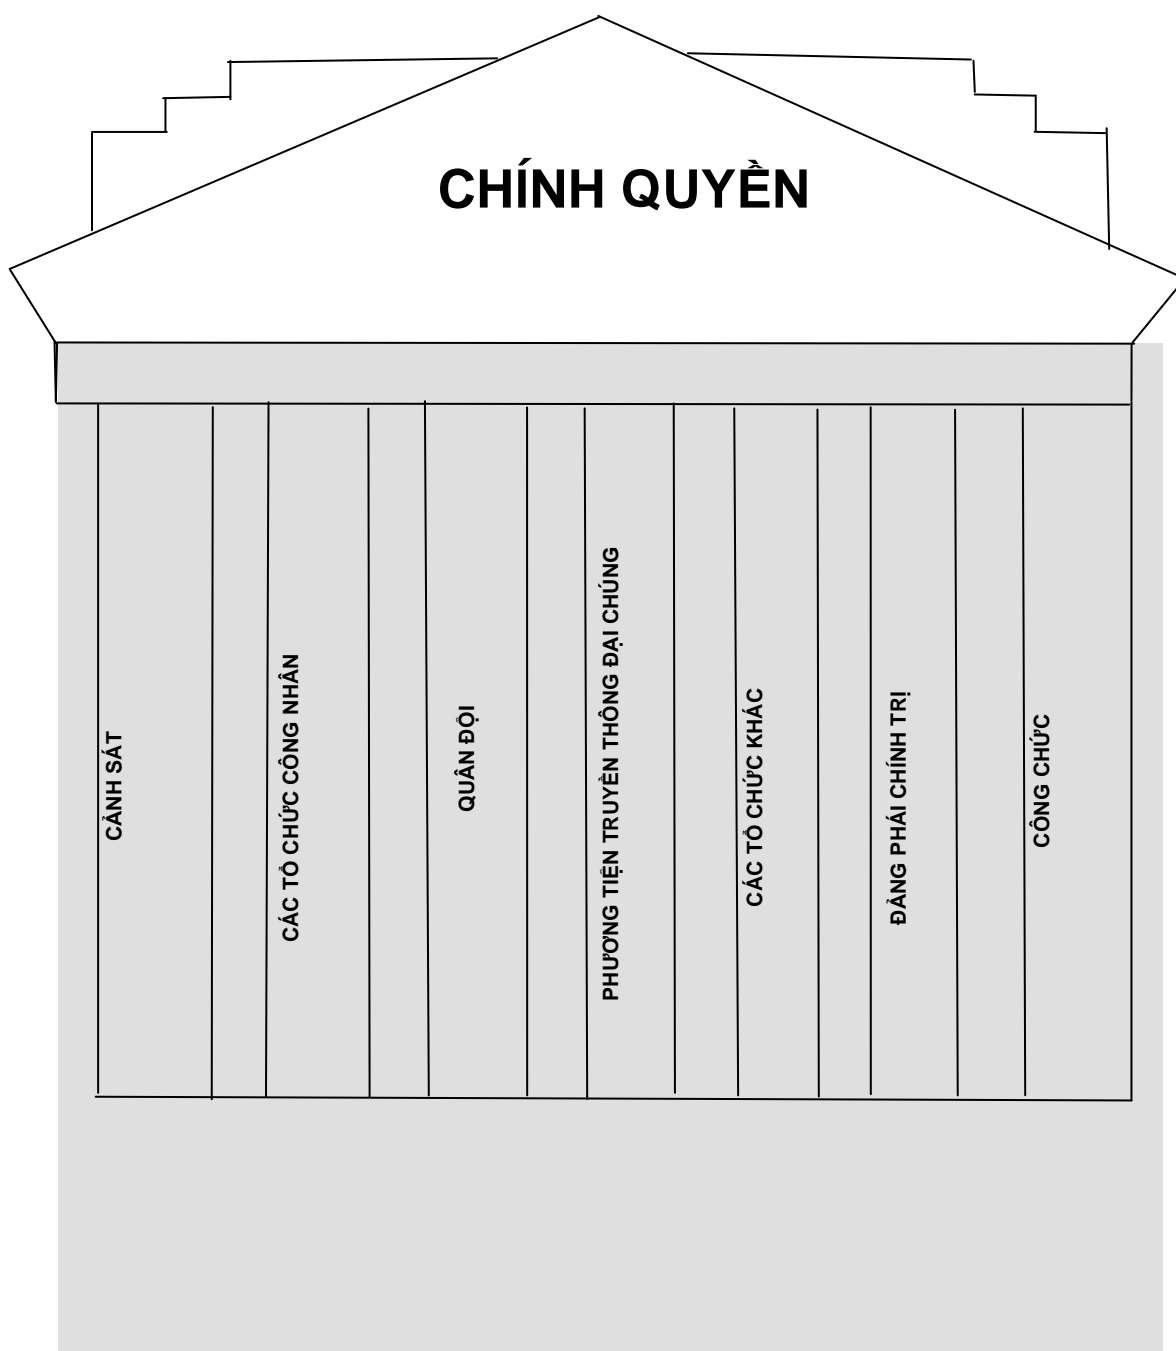 CHÍNH QUYỀN
CẢNH SÁT
CÁC TỔ CHỨC CÔNG NHÂN
QUÂN ĐỘI
PHƯƠNG TIỆN TRUYỀN THÔNG ĐẠI CHÚNG
CÁC TỔ CHỨC KHÁC
ĐẢNG PHÁI CHÍNH TRỊ
CÔNG CHỨC